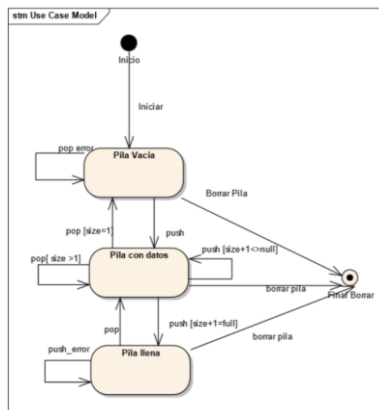 stm Use Case Model
Inicio
Iniciar
pop error
Pila Vacia
Borrar Pila
pop [size=1]
push
Pila con datos
push [size+1<>null]
pop[ size >1]
Final Borrar
borrar pila
pop
push [size+1=full]
borrar pila
push_error
Pila llena